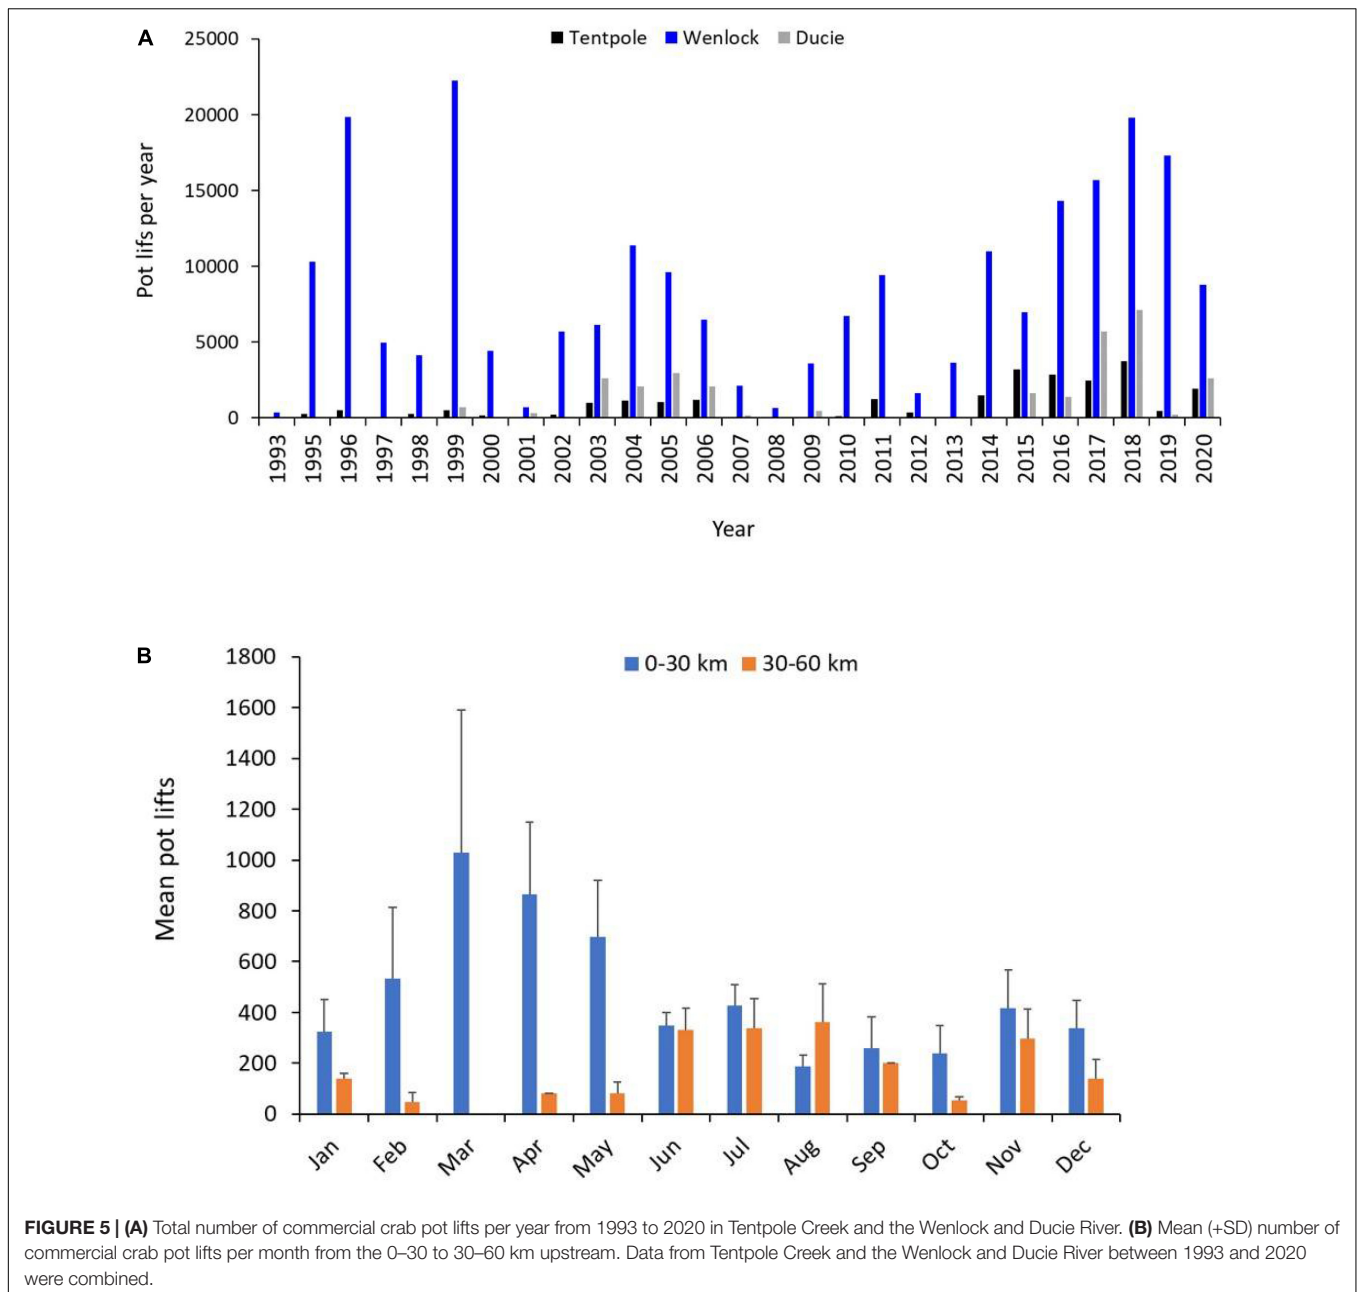 A
Tentpole Wenlock Ducie
25000
20000
15000
10000
5000
0
Pot lifs per year
1993 1995 1996 1997 1998 1999 2000 2001 2002 2003 2004 2005 2006 2007 2008 2009 2010 2011 2012 2013 2014 2015 2016 2017 2018 2019 2020
Year
B
0-30 km 30-60 km
1800
1600
1400
1200
1000
800
600
400
200
0
Mean pot lifts
Jan Feb Mar Apr May Jun Jul Aug Sep Oct Nov Dec
FIGURE 5 | (A) Total number of commercial crab pot lifts per year from 1993 to 2020 in Tentpole Creek and the Wenlock and Ducie River. (B) Mean (+SD) number of
commercial crab pot lifts per month from the 0–30 to 30–60 km upstream. Data from Tentpole Creek and the Wenlock and Ducie River between 1993 and 2020
were combined.